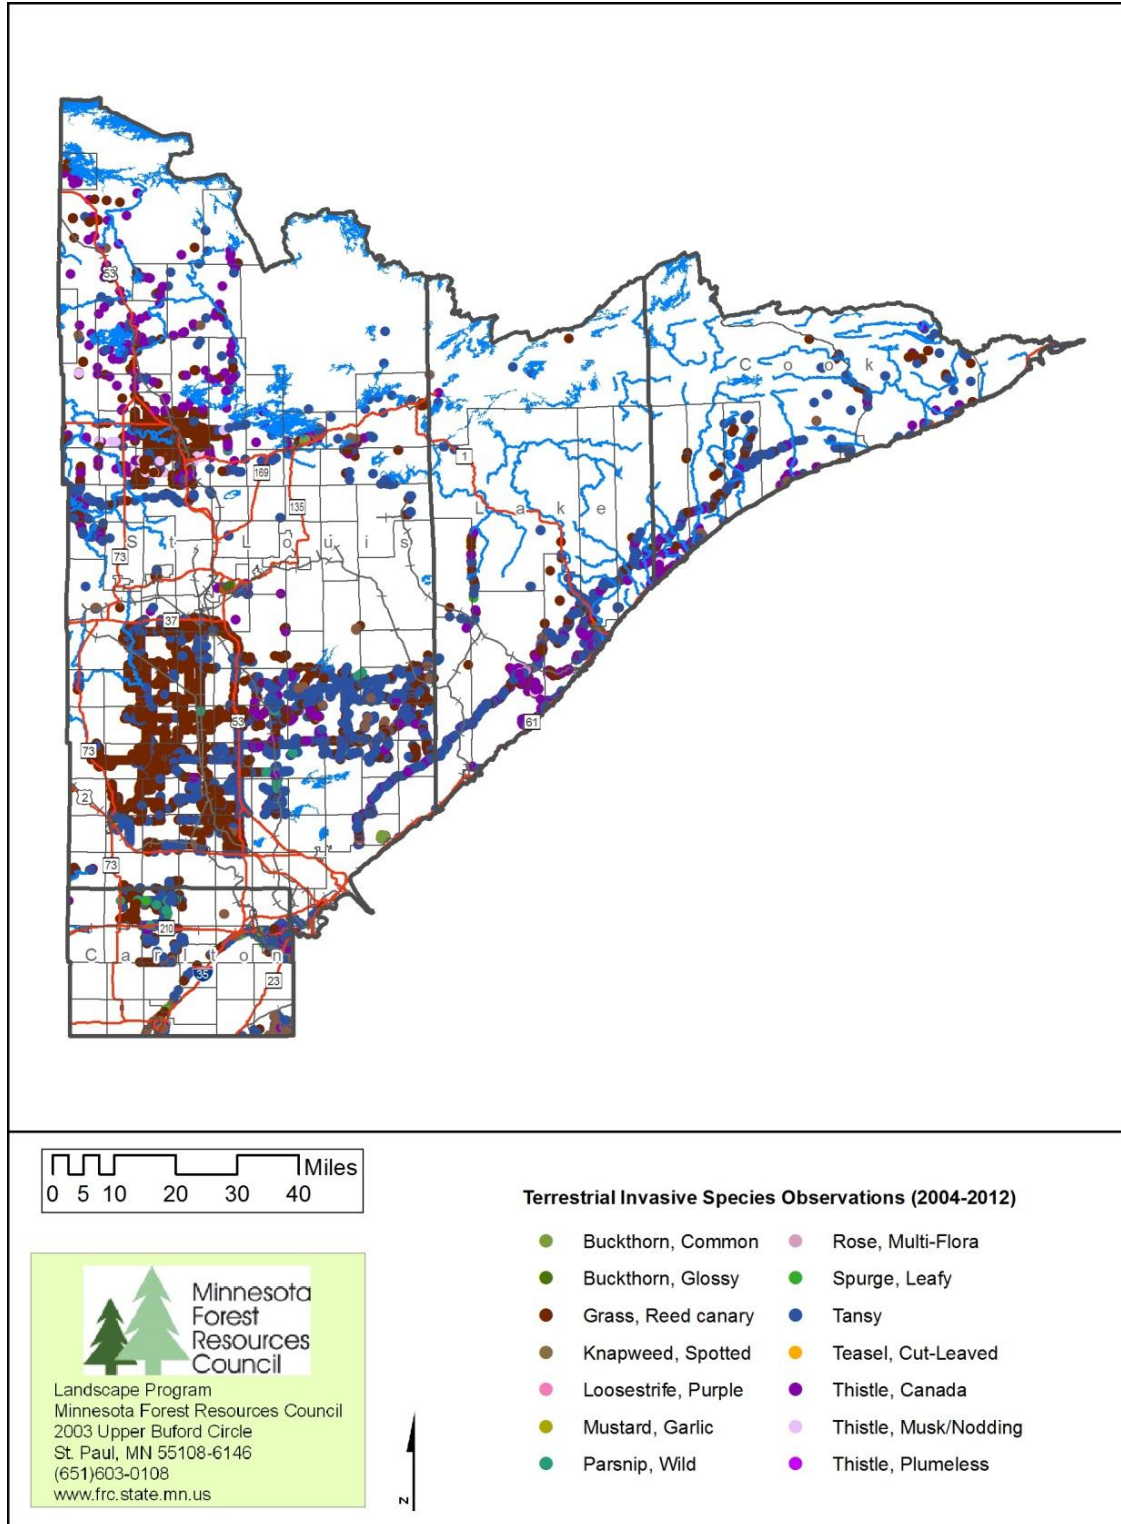 53
C o o k
1
169
135
L a k e
S t . L o u i s
73
37
53
61
73
2
73
210
C a r l t o n
35
23
Miles
0 5 10 20 30 40
Terrestrial Invasive Species Observations (2004-2012)
Buckthorn, Common
Buckthorn, Glossy
Grass, Reed canary
Knapweed, Spotted
Loosestrife, Purple
Mustard, Garlic
Parsnip, Wild
Rose, Multi-Flora
Spurge, Leafy
Tansy
Teasel, Cut-Leaved
Thistle, Canada
Thistle, Musk/Nodding
Thistle, Plumeless
Minnesota
Forest
Resources
Council
Landscape Program
Minnesota Forest Resources Council
2003 Upper Buford Circle
St. Paul, MN 55108-6146
(651)603-0108
www.frc.state.mn.us
N